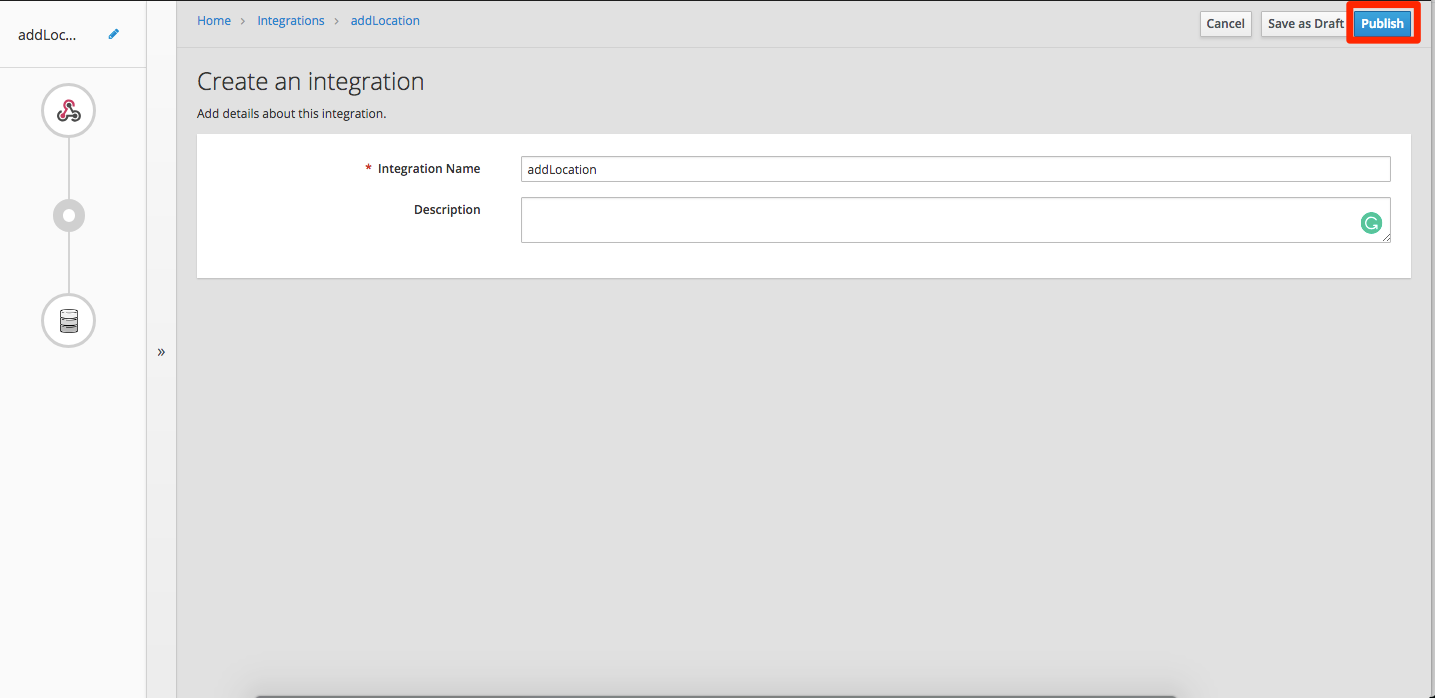 addLoc...
Home > Integrations > addLocation
Cancel
Save as Draft
Publish
Create an integration
Add details about this integration.
* Integration Name
addLocation
Description
»